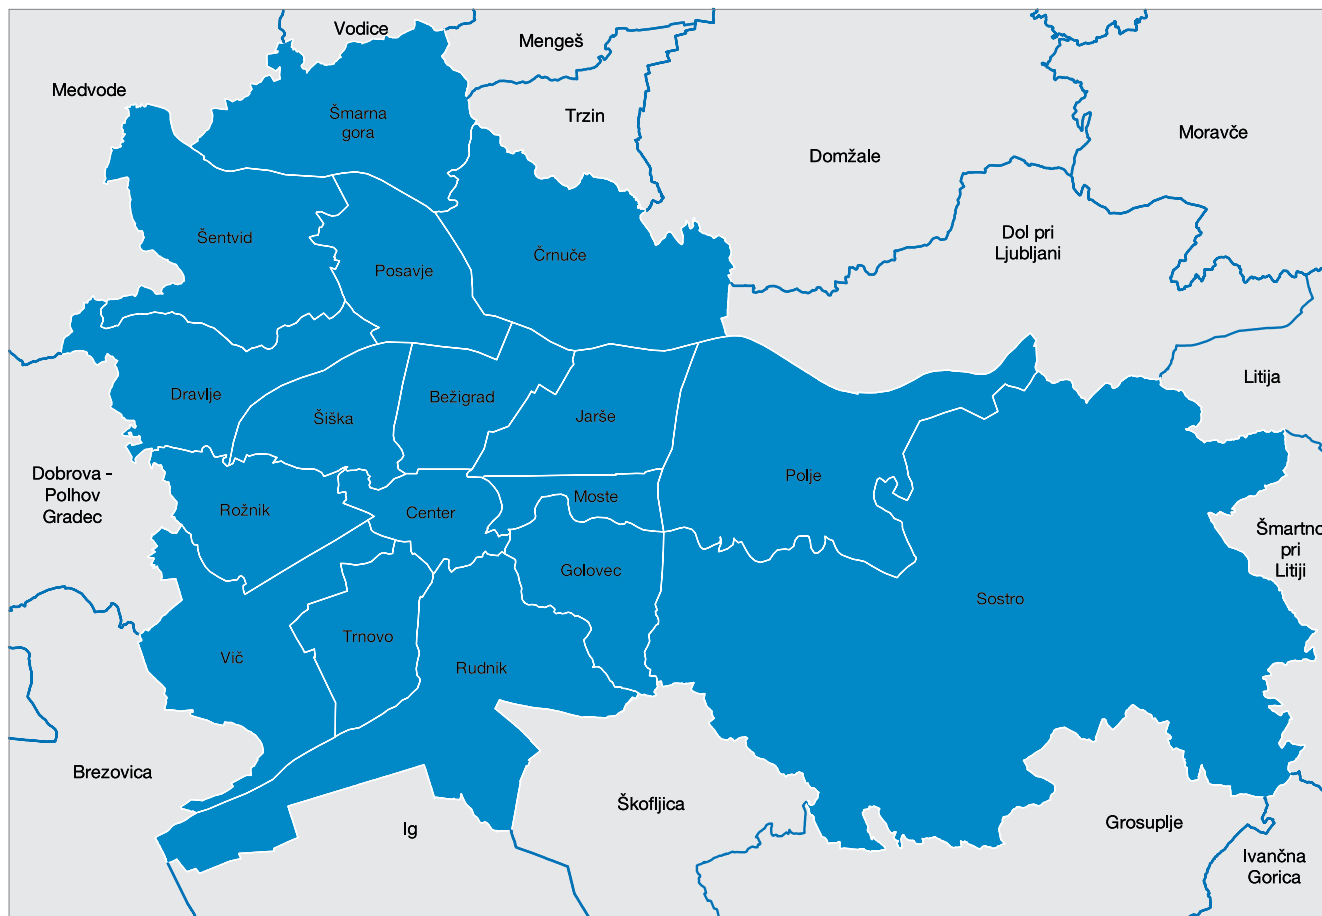 Vodice
Mengeš
Medvode
Šmarna
gora
Trzin
Moravče
Domžale
Šentvid
Dol pri
Ljubljani
Črnuče
Posavje
Litija
Dravlje
Bežigrad
Šiška
Jarše
Dobrova -
Polhov
Gradec
Polje
Moste
Rožnik
Center
Šmartno
pri
Litiji
Golovec
Sostro
Trnovo
Vič
Rudnik
Brezovica
Škofljica
Ig
Grosuplje
Ivančna
Gorica